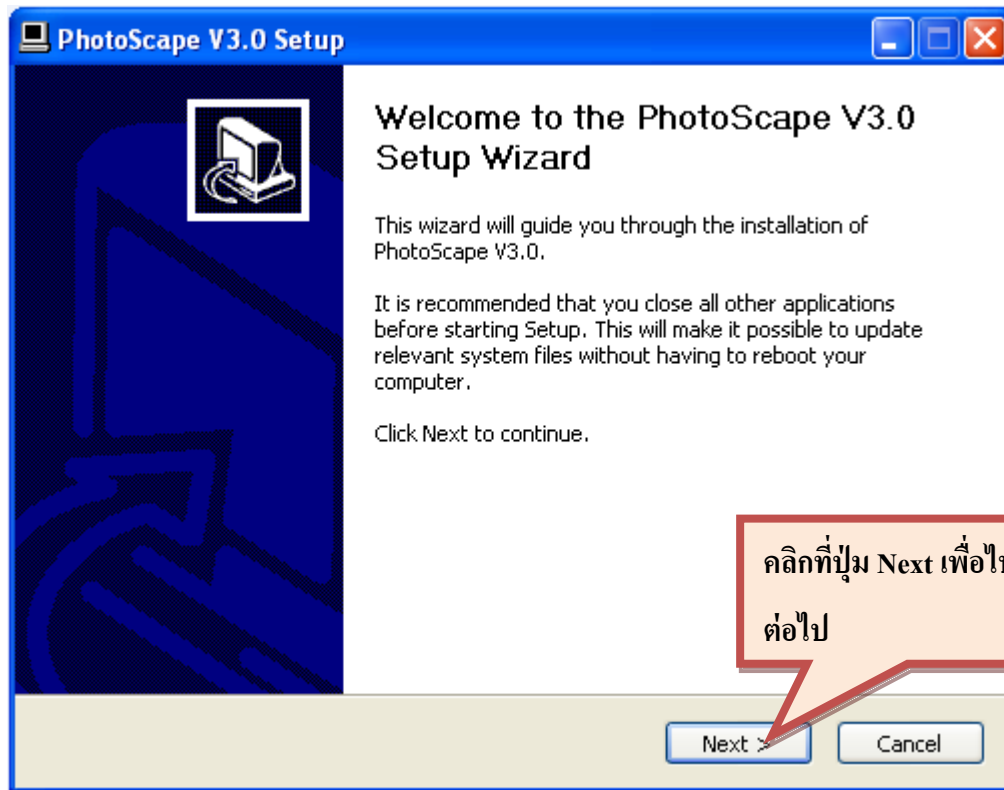 PhotoScape V3.0 Setup
Welcome to the PhotoScape V3.0
Setup Wizard
This wizard will guide you through the installation of
PhotoScape V3.0.
It is recommended that you close all other applications
before starting Setup. This will make it possible to update
relevant system files without having to reboot your
computer.
Click Next to continue.
คลิกที่ปุ่ม Next เพื่อ
ต่อไป
Next >
Cancel